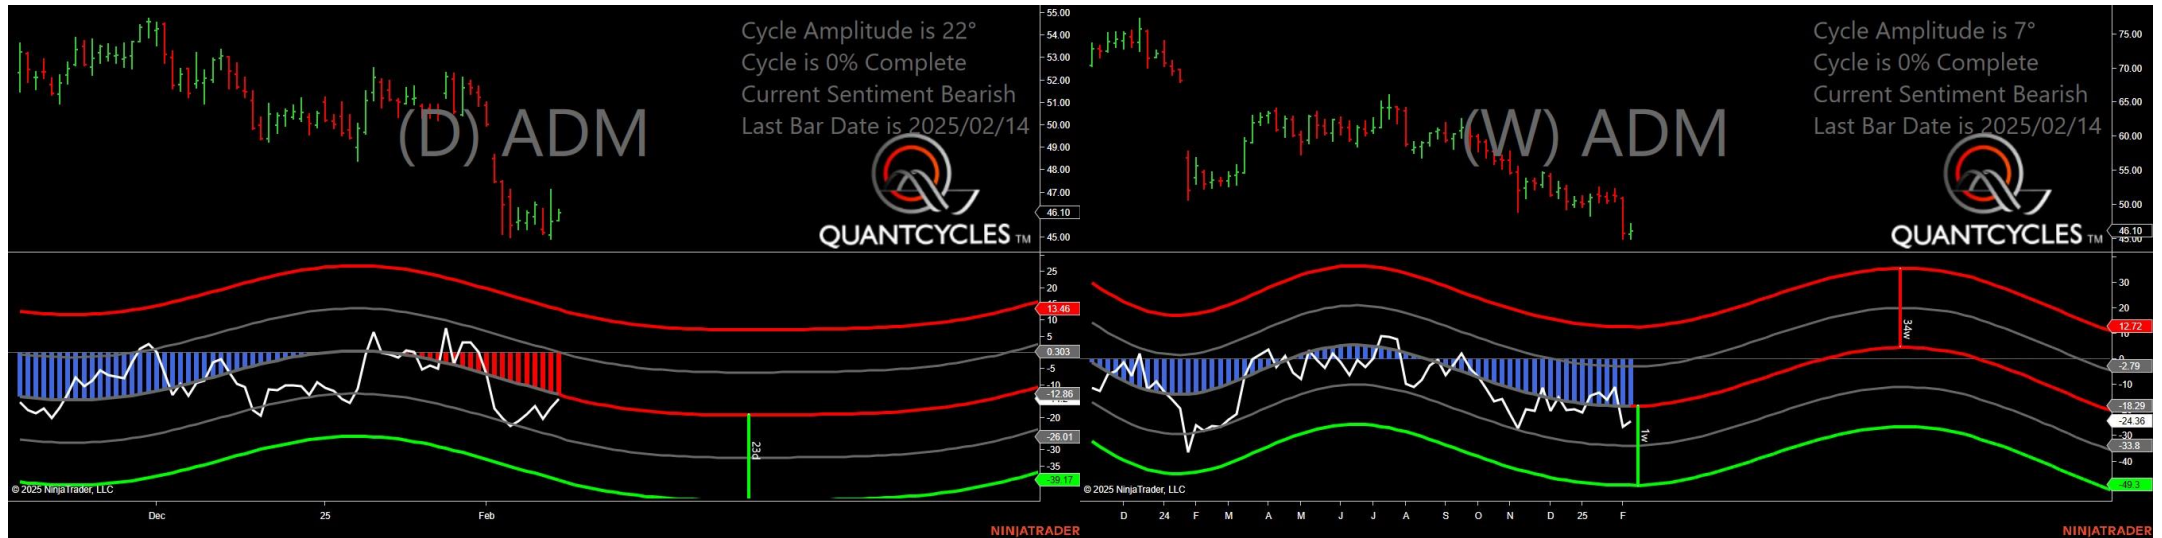 Cycle Amplitude is 22°
Cycle is 0% Complete
Current Sentiment Bearish
Last Bar Date is 2025/02/14
(D) ADM
QUANTCYCLES TM
55.00
54.00
53.00
52.00
51.00
50.00
49.00
48.00
47.00
46.10
45.00
25
20
13.46
10
5
0.303
-5
-10
-12.86
-20
-26.01
-30
-35
-39.17
23d
© 2025 NinjaTrader, LLC
Dec 25 Feb
NINJATRADER
Cycle Amplitude is 7°
Cycle is 0% Complete
Current Sentiment Bearish
Last Bar Date is 2025/02/14
(W) ADM
QUANTCYCLES TM
75.00
70.00
65.00
60.00
55.00
50.00
46.10
45.00
30
20
12.72
-2.79
-10
-18.29
-24.36
-30
-33.8
-40
-49.3
34w
1w
© 2025 NinjaTrader, LLC
D 24 F M A M J J A S O N D 25 F
NINJATRADER